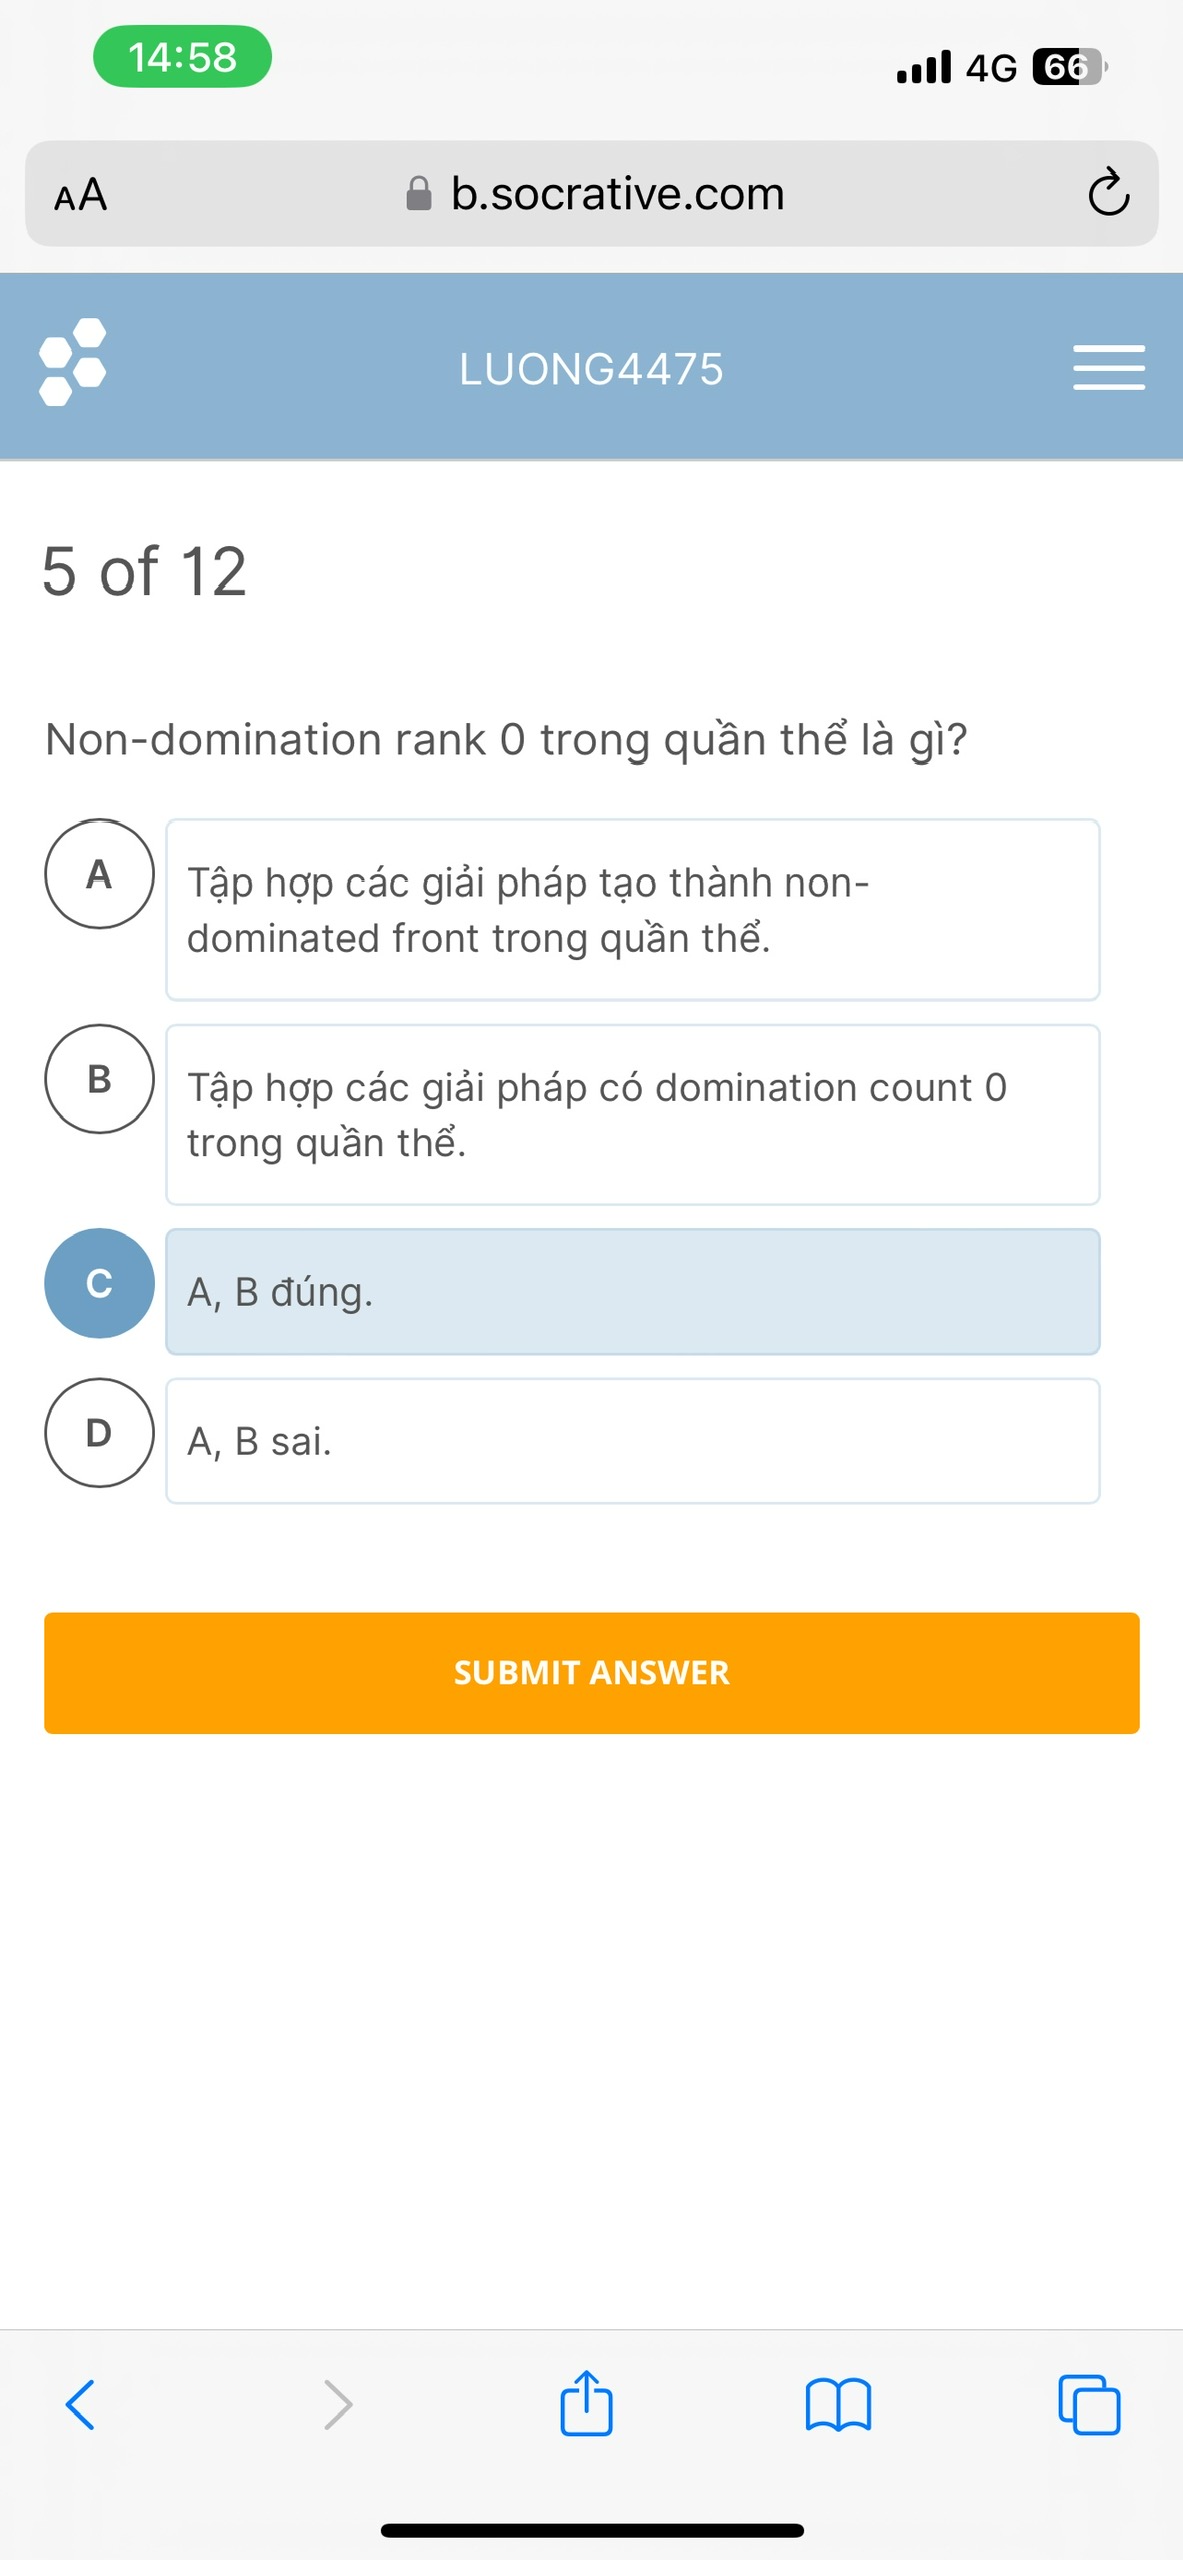 14:58
4G 66
AA b.socrative.com
LUONG4475
5 of 12
Non-domination rank 0 trong quần thể là gì?
A
Tập hợp các giải pháp tạo thành non-
dominated front trong quần thể.
B
Tập hợp các giải pháp có domination count 0
trong quần thể.
C
A, B đúng.
D
A, B sai.
SUBMIT ANSWER